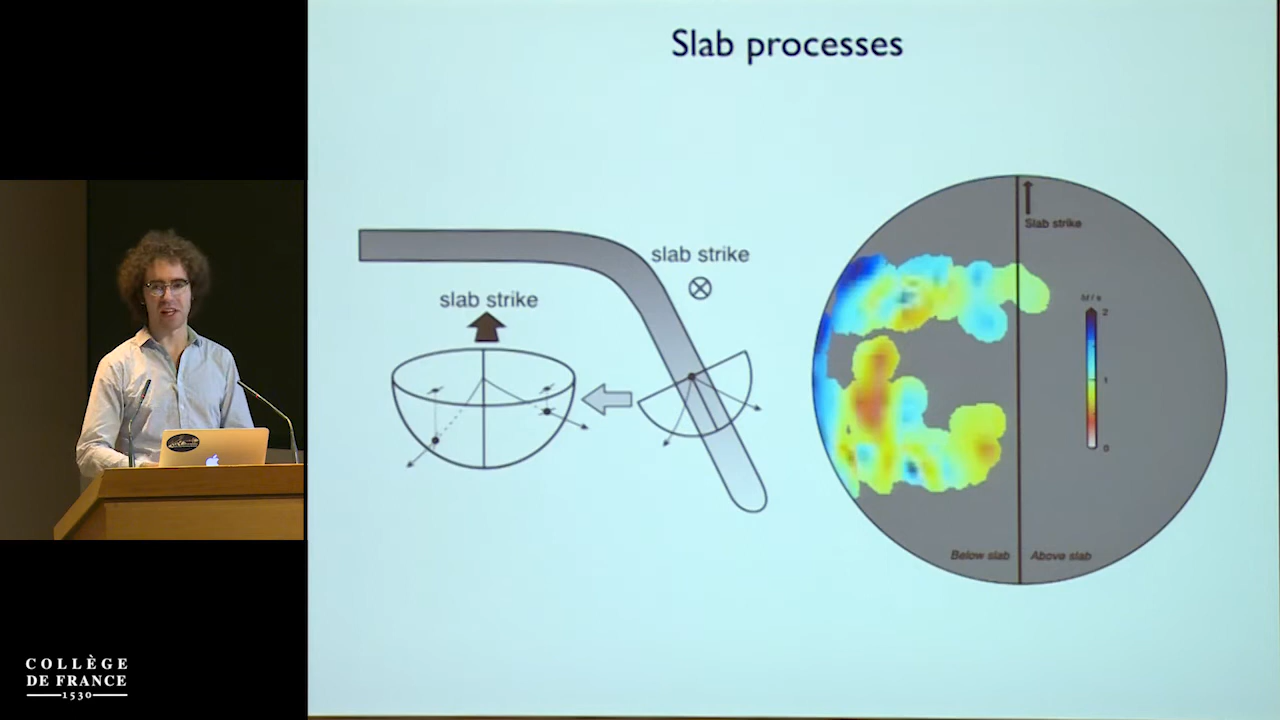 Slab processes
slab strike
slab strike
Slab strike
2
1
0
Below slab
Above slab
COLLÈGE
DE FRANCE
1530